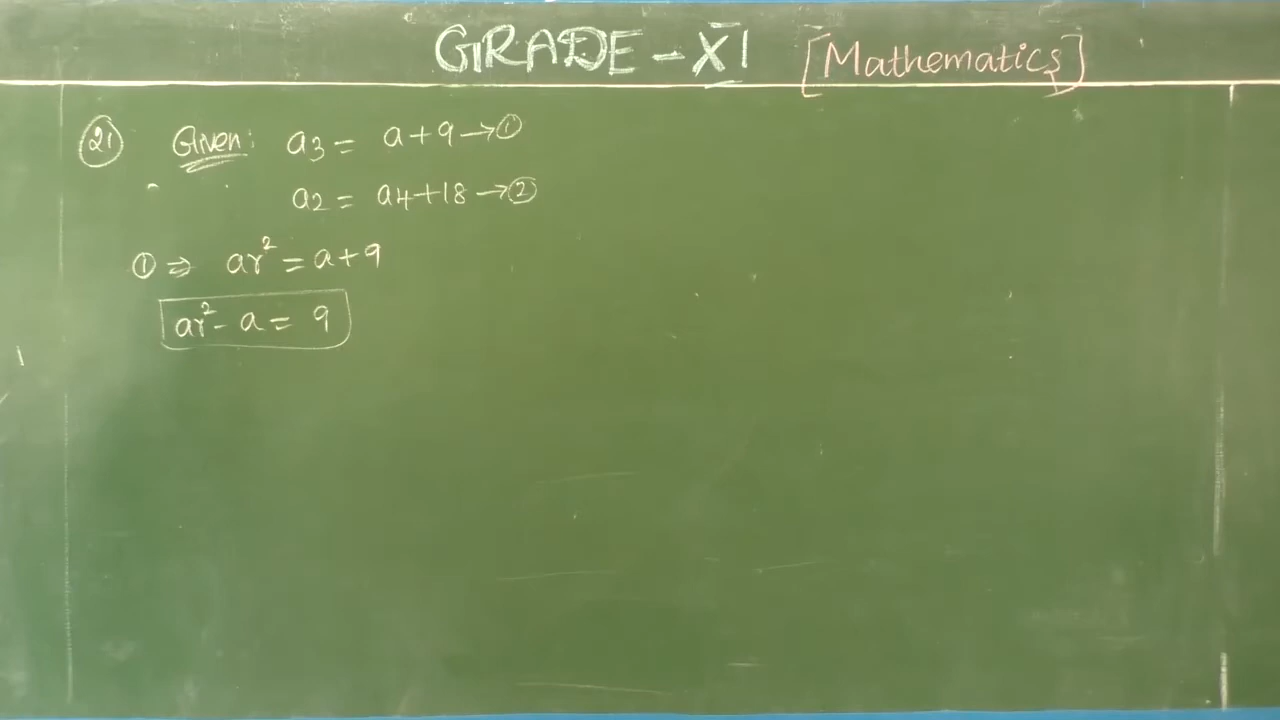 GRADE - XI [Mathematics]
(21) Given: a3 = a+9 → ①
a2 = a4+18 → ②
① ⇒ ar² = a+9
ar² - a = 9